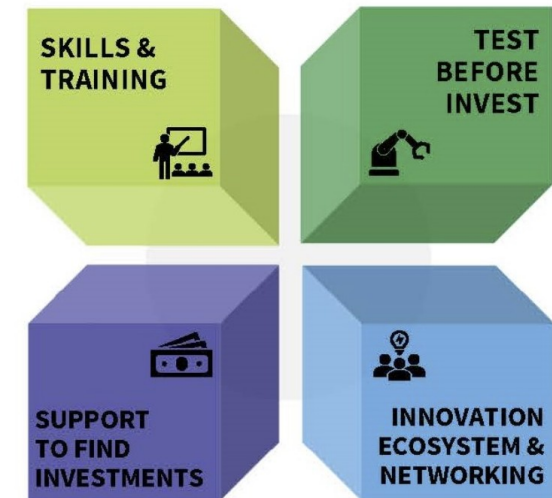 SKILLS &
TRAINING
TEST
BEFORE
INVEST
SUPPORT
TO FIND
INVESTMENTS
INNOVATION
ECOSYSTEM &
NETWORKING